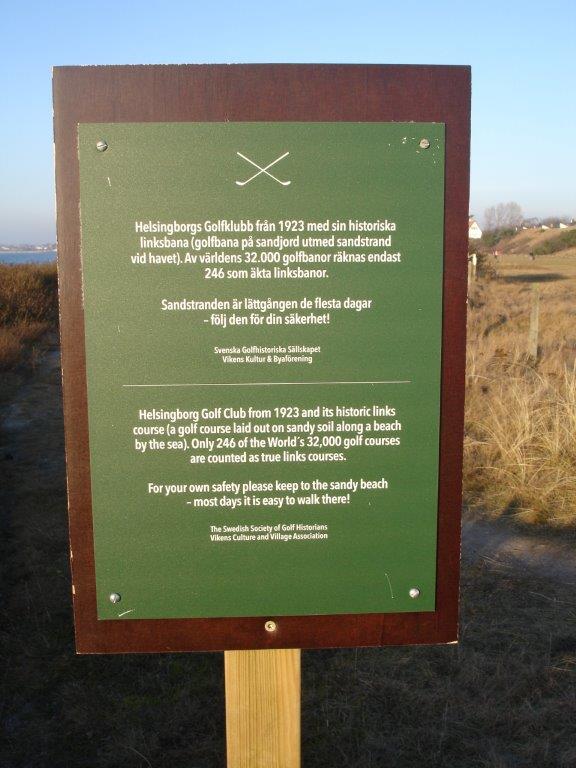 Helsingborgs Golfklubb från 1923 med sin historiska
linksbana (golfbana på sandjord utmed sandstrand
vid havet). Av världens 32.000 golfbanor räknas endast
246 som äkta linksbanor.
Sandstranden är lättgången de flesta dagar
– följ den för din säkerhet!
Svenska Golfhistoriska Sällskapet
Vikens Kultur & Byaförening
Helsingborg Golf Club from 1923 and its historic links
course (a golf course laid out on sandy soil along a beach
by the sea). Only 246 of the World´s 32,000 golf courses
are counted as true links courses.
For your own safety please keep to the sandy beach
– most days it is easy to walk there!
The Swedish Society of Golf Historians
Vikens Culture and Village Association